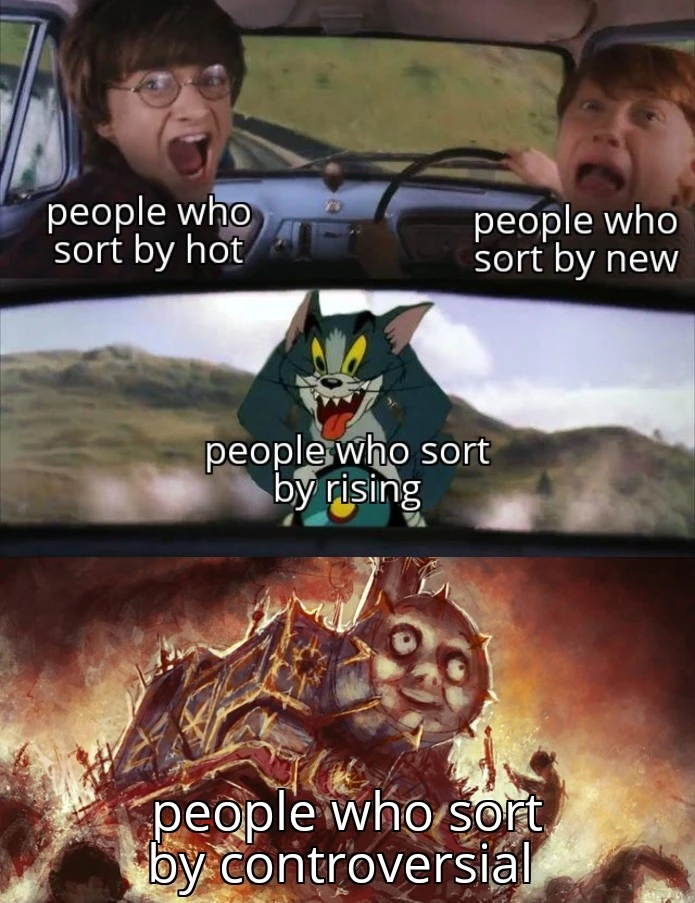 people who
sort by hot
people who
sort by new
people who sort
by rising
people who sort
by controversial